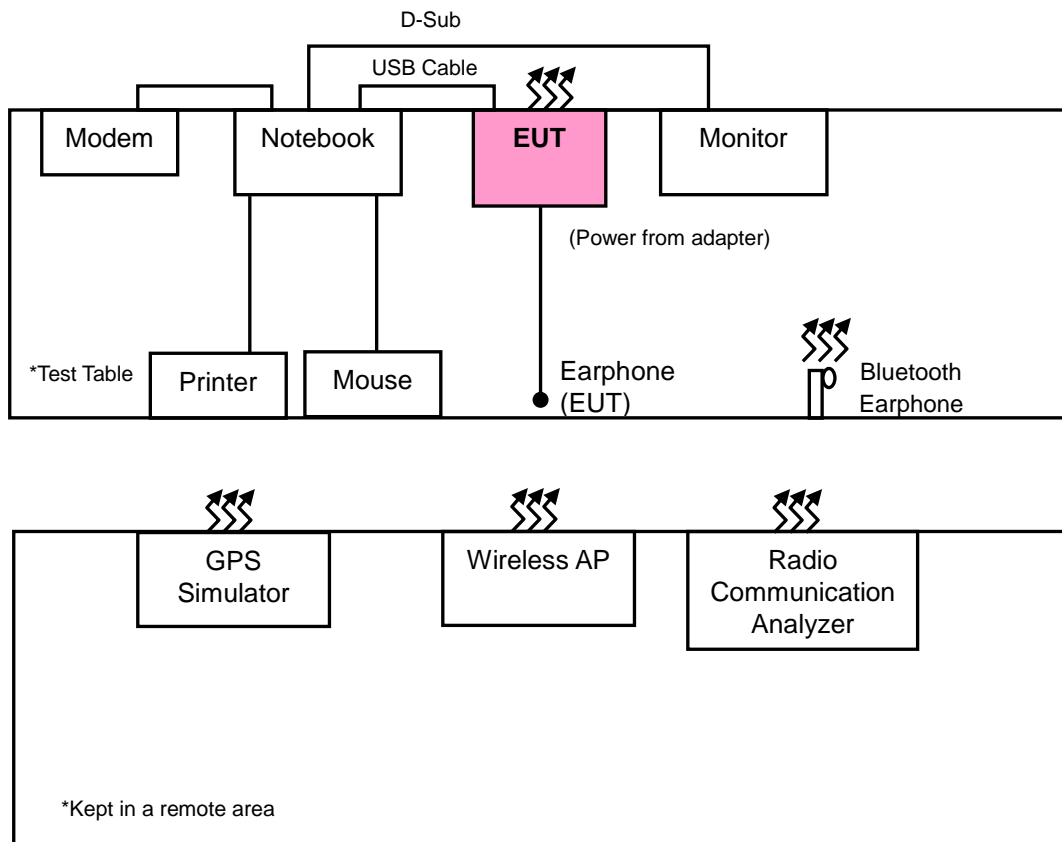 D-Sub
USB Cable
Modem
Notebook
EUT
Monitor
(Power from adapter)
*Test Table
Printer
Mouse
Earphone
(EUT)
Bluetooth
Earphone
GPS
Simulator
Wireless AP
Radio
Communication
Analyzer
*Kept in a remote area